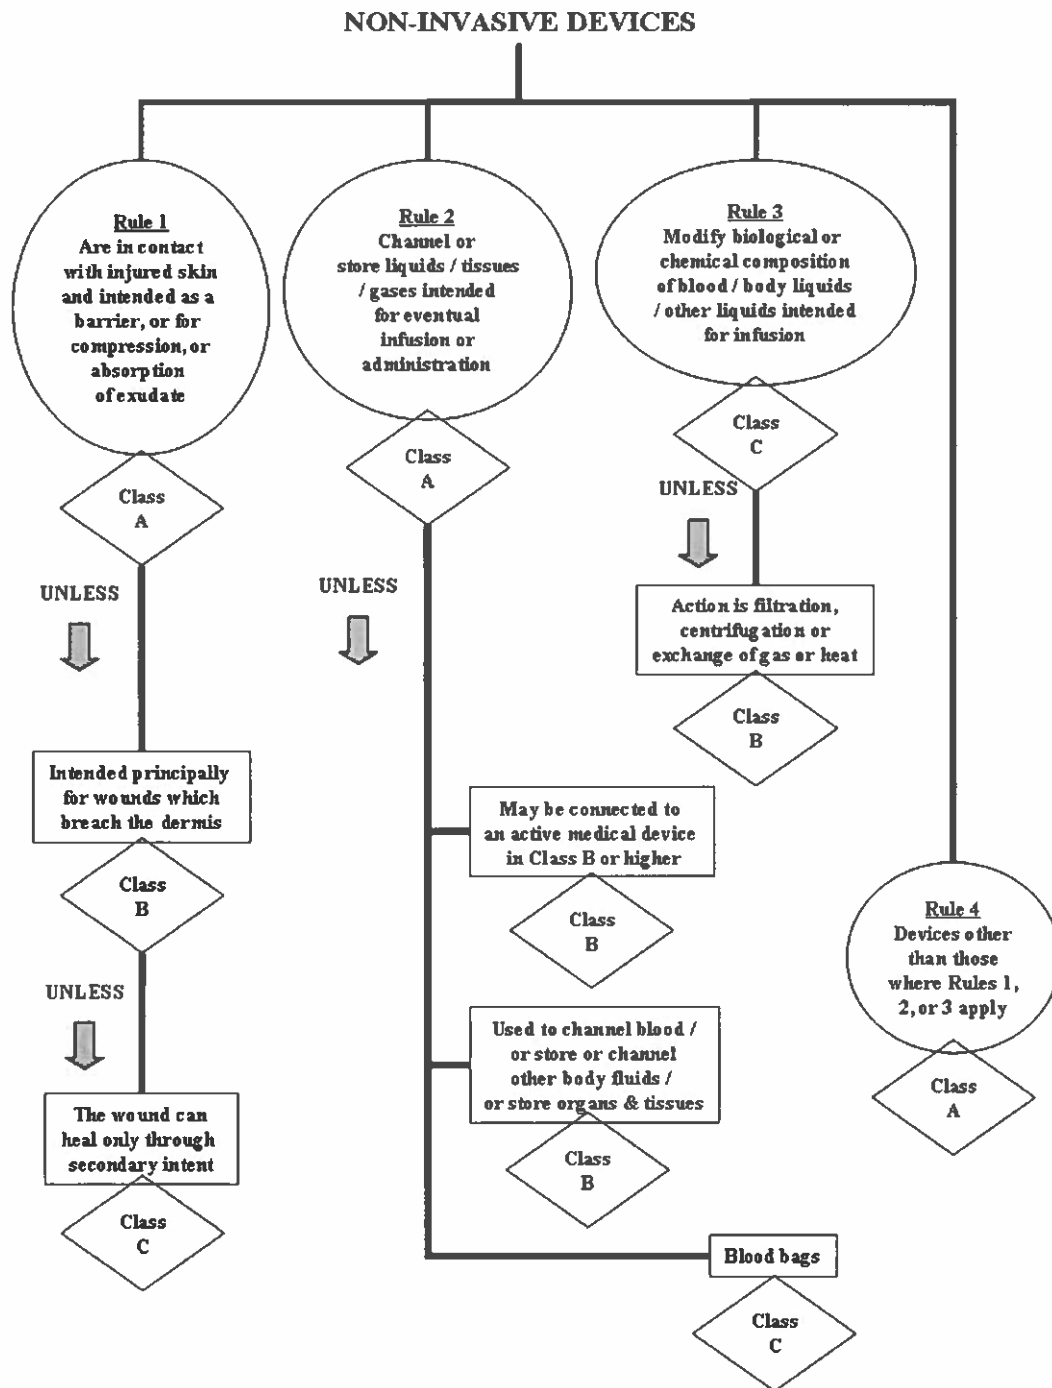 NON-INVASIVE DEVICES
Rule 1
Are in contact
with injured skin
and intended as a
barrier, or for
compression, or
absorption
of exudate
Class
A
UNLESS
Intended principally
for wounds which
breach the dermis
Class
B
UNLESS
The wound can
heal only through
secondary intent
Class
C
Rule 2
Channel or
store liquids / tissues
/ gases intended
for eventual
infusion or
administration
Class
A
UNLESS
May be connected to
an active medical device
in Class B or higher
Class
B
Used to channel blood /
or store or channel
other body fluids /
or store organs & tissues
Class
B
Blood bags
Class
C
Rule 3
Modify biological or
chemical composition
of blood / body liquids
/ other liquids intended
for infusion
Class
C
UNLESS
Action is filtration,
centrifugation or
exchange of gas or heat
Class
B
Rule 4
Devices other
than those
where Rules 1,
2, or 3 apply
Class
A